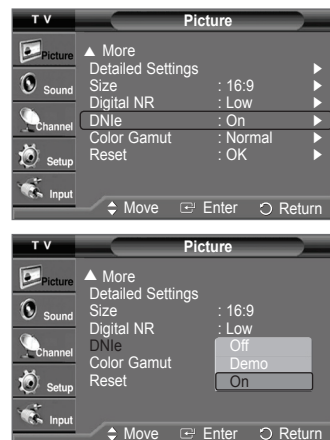 T V Picture
Picture
Sound
Channel
Setup
Input
▲ More
Detailed Settings ▶
Size : 16:9 ▶
Digital NR : Low ▶
DNIe : On ▶
Color Gamut : Normal ▶
Reset : OK ▶
Move Enter Return
T V Picture
Picture
Sound
Channel
Setup
Input
▲ More
Detailed Settings
Size : 16:9
Digital NR : Low
DNIe Off
Color Gamut Demo
Reset On
Move Enter Return